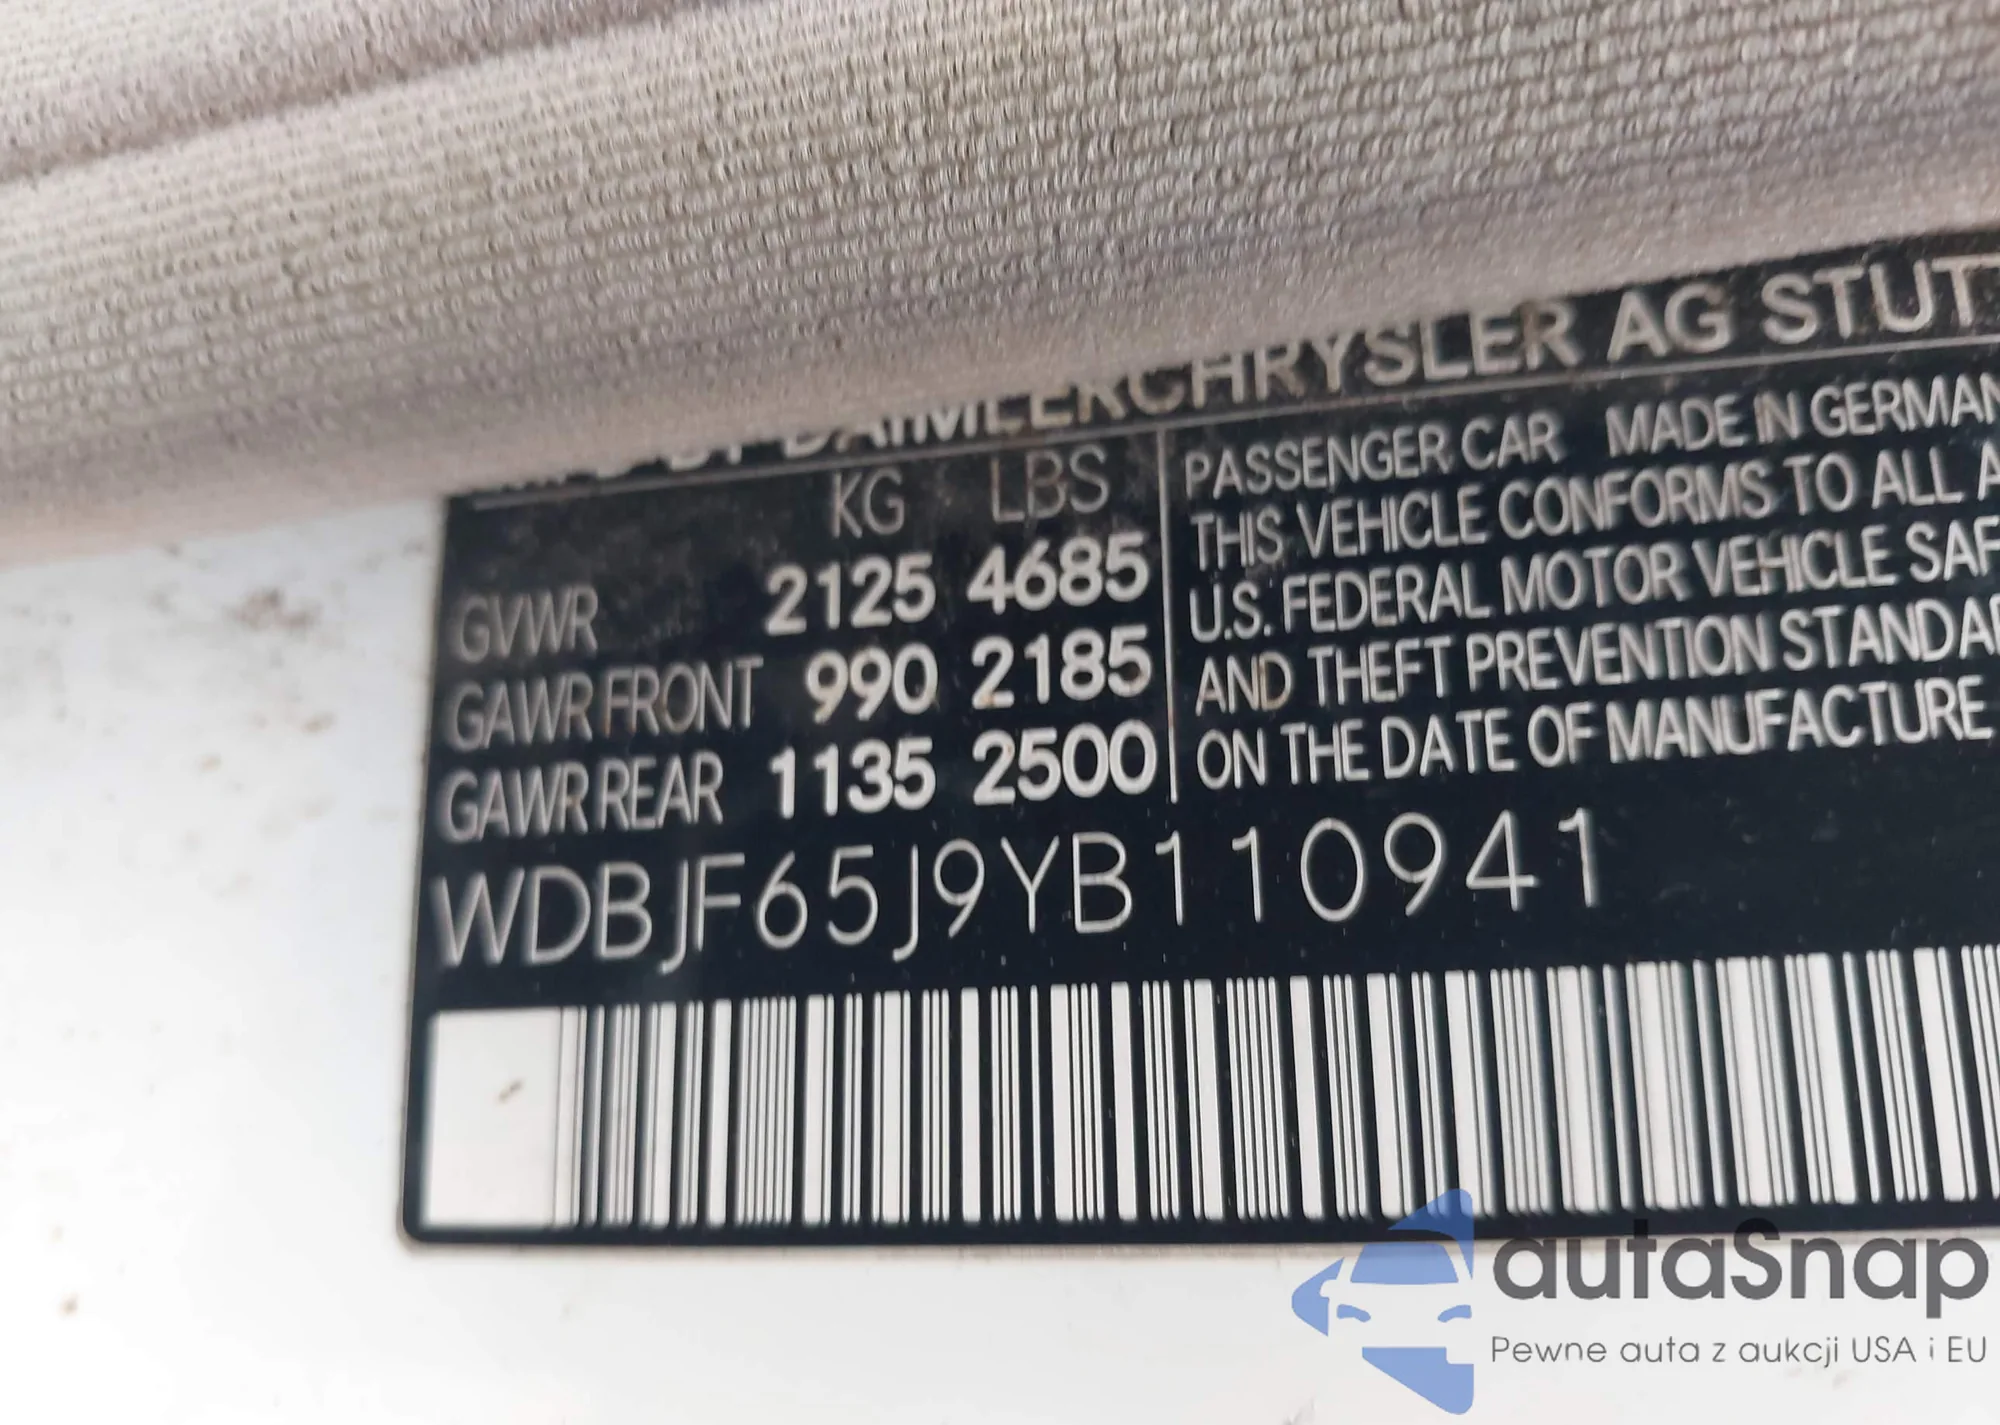 DAIMLERCHRYSLER AG STUTT
KG LBS
GVWR 2125 4685
GAWR FRONT 990 2185
GAWR REAR 1135 2500
PASSENGER CAR MADE IN GERMAN
THIS VEHICLE CONFORMS TO ALL A
U.S. FEDERAL MOTOR VEHICLE SAF
AND THEFT PREVENTION STANDAR
ON THE DATE OF MANUFACTURE
WDBJF65J9YB110941
autaSnap
Pewne auta z aukcji USA i EU